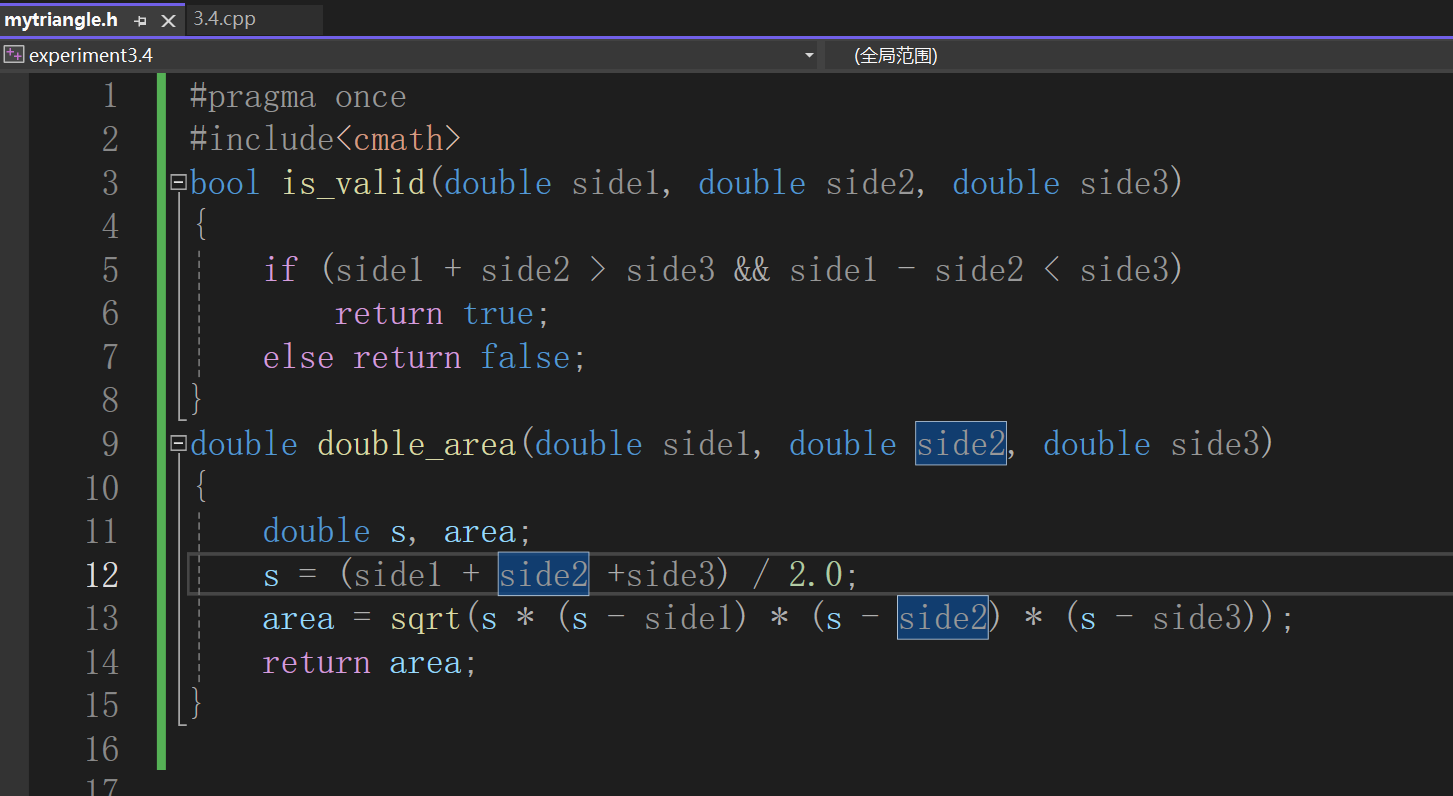 mytriangle.h 3.4.cpp
experiment3.4 (全局范围)
1 #pragma once
2 #include<cmath>
3 bool is_valid(double side1, double side2, double side3)
4 {
5 if (side1 + side2 > side3 && side1 - side2 < side3)
6 return true;
7 else return false;
8 }
9 double double_area(double side1, double side2, double side3)
10 {
11 double s, area;
12 s = (side1 + side2 +side3) / 2.0;
13 area = sqrt(s * (s - side1) * (s - side2) * (s - side3));
14 return area;
15 }
16
17